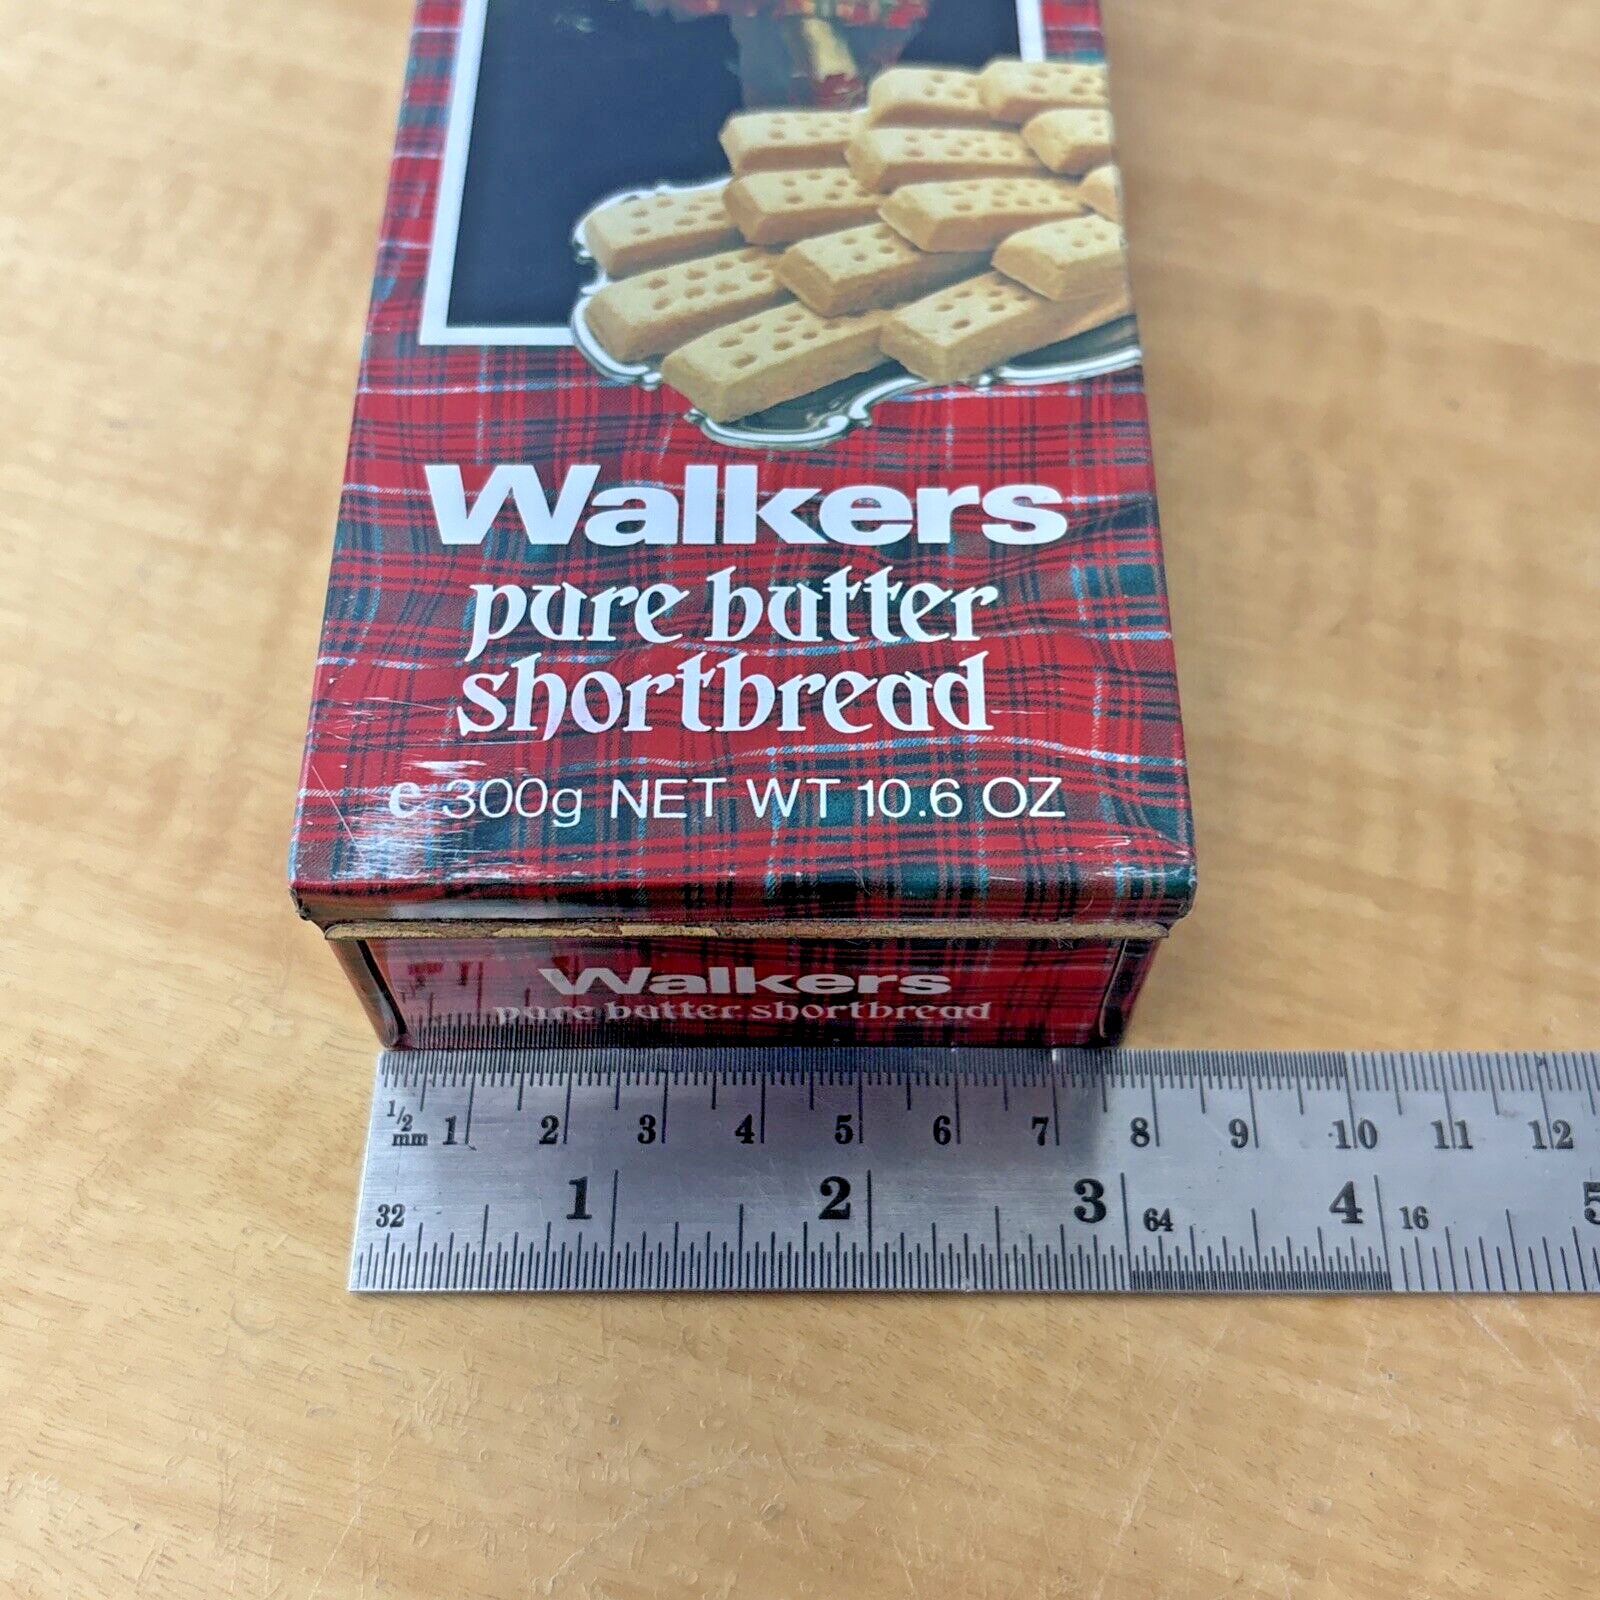 Walkers
pure butter
shortbread
e 300g NET WT 10.6 OZ
Walkers
pure butter shortbread
1/2 mm 1 2 3 4 5 6 7 8 9 10 11 12
1 2 3 4 5
32 64 16